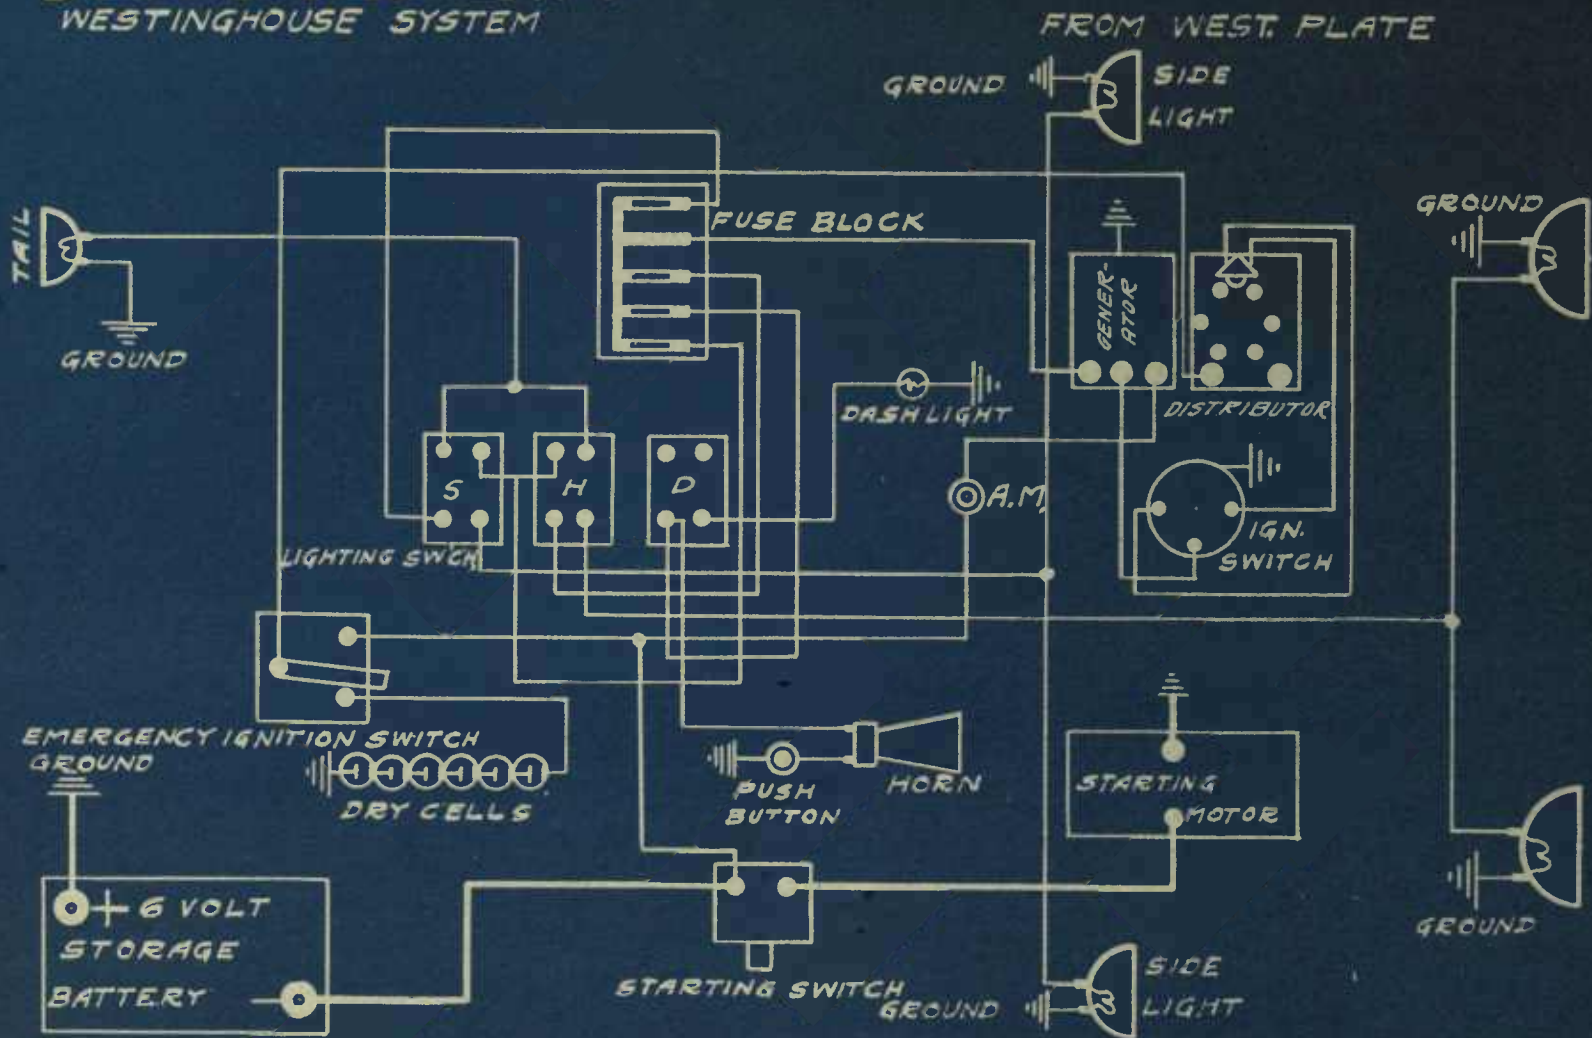 WESTINGHOUSE SYSTEM
FROM WEST. PLATE
GROUND
SIDE
LIGHT
TAIL
GROUND
FUSE BLOCK
GENER-
ATOR
DISTRIBUTOR
GROUND
DASH LIGHT
S
H
D
A.M.
LIGHTING SWCH
IGN.
SWITCH
EMERGENCY IGNITION SWITCH
GROUND
DRY CELLS
PUSH
BUTTON
HORN
STARTING
MOTOR
+ 6 VOLT
STORAGE
BATTERY -
STARTING SWITCH
GROUND
SIDE
LIGHT
GROUND